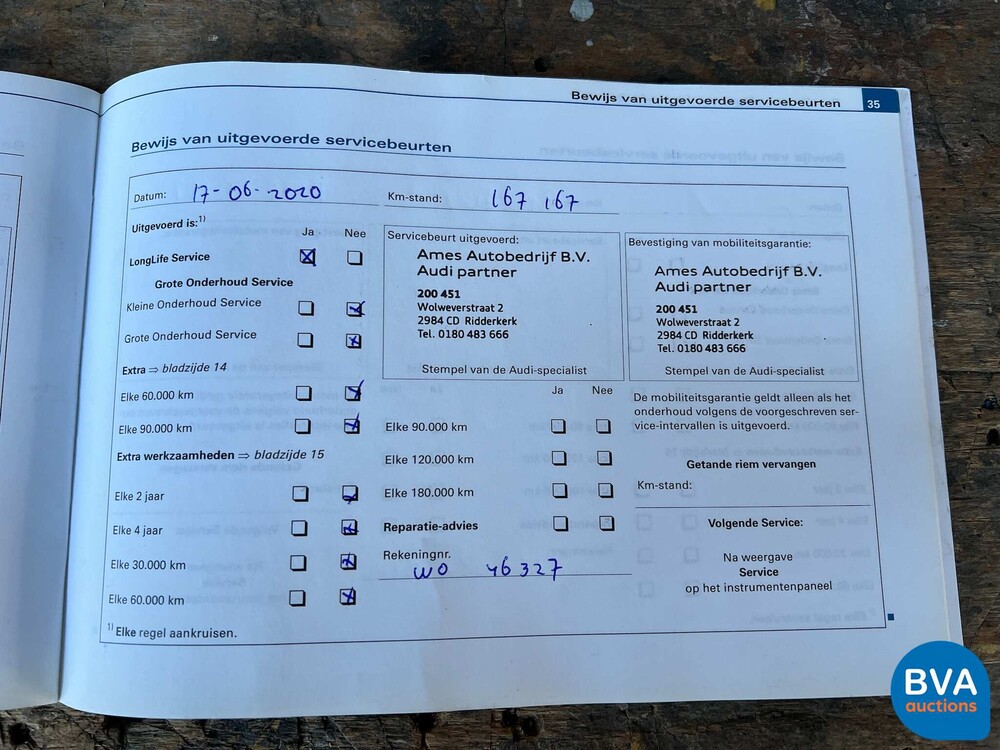 Bewijs van uitgevoerde servicebeurten 35
Bewijs van uitgevoerde servicebeurten
Datum: 17-06-2020 Km-stand: 167 167
Uitgevoerd is:1)
Ja Nee
LongLife Service
Grote Onderhoud Service
Kleine Onderhoud Service
Grote Onderhoud Service
Extra ⇒ bladzijde 14
Elke 60.000 km
Elke 90.000 km
Extra werkzaamheden ⇒ bladzijde 15
Elke 2 jaar
Elke 4 jaar
Elke 30.000 km
Elke 60.000 km
1) Elke regel aankruisen.
Servicebeurt uitgevoerd:
Ames Autobedrijf B.V.
Audi partner
200 451
Wolweverstraat 2
2984 CD Ridderkerk
Tel. 0180 483 666
Stempel van de Audi-specialist
Ja Nee
Elke 90.000 km
Elke 120.000 km
Elke 180.000 km
Reparatie-advies
Rekeningnr.
WO 46327
Bevestiging van mobiliteitsgarantie:
Ames Autobedrijf B.V.
Audi partner
200 451
Wolweverstraat 2
2984 CD Ridderkerk
Tel. 0180 483 666
Stempel van de Audi-specialist
De mobiliteitsgarantie geldt alleen als het
onderhoud volgens de voorgeschreven ser-
vice-intervallen is uitgevoerd.
Getande riem vervangen
Km-stand:
Volgende Service:
Na weergave
Service
op het instrumentenpaneel
BVA
auctions